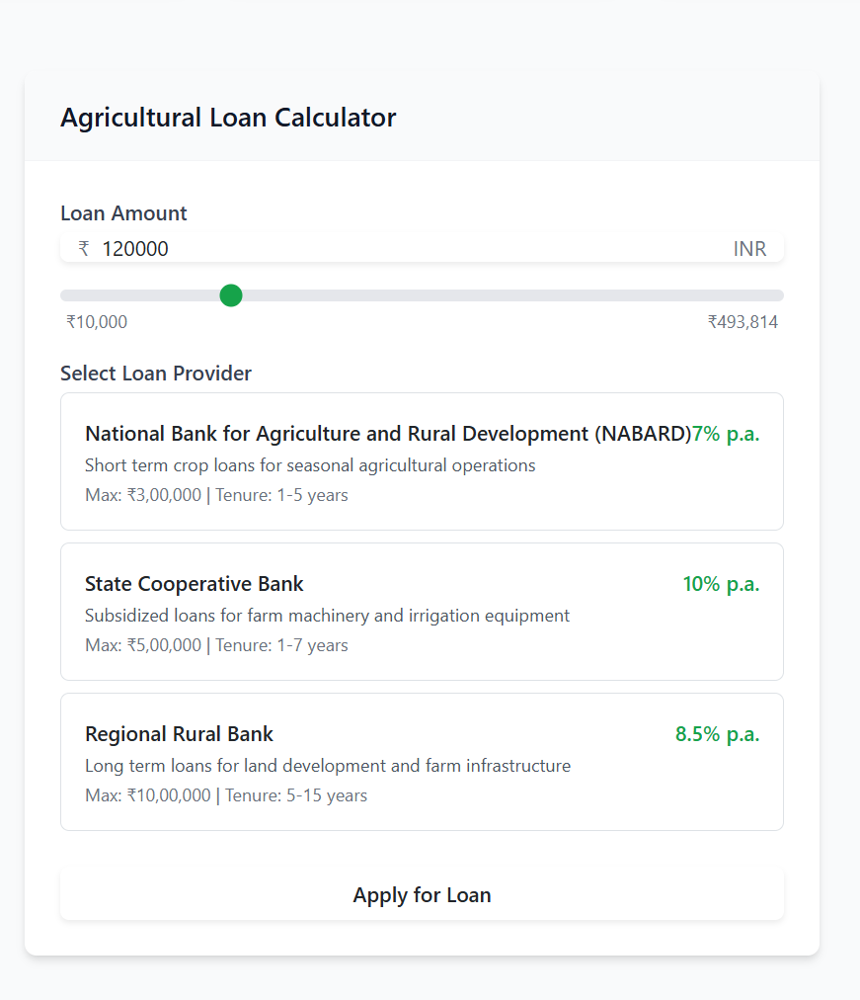 Agricultural Loan Calculator
Loan Amount
₹ 120000 INR
₹10,000 ₹493,814
Select Loan Provider
National Bank for Agriculture and Rural Development (NABARD)7% p.a.
Short term crop loans for seasonal agricultural operations
Max: ₹3,00,000 | Tenure: 1-5 years
State Cooperative Bank 10% p.a.
Subsidized loans for farm machinery and irrigation equipment
Max: ₹5,00,000 | Tenure: 1-7 years
Regional Rural Bank 8.5% p.a.
Long term loans for land development and farm infrastructure
Max: ₹10,00,000 | Tenure: 5-15 years
Apply for Loan